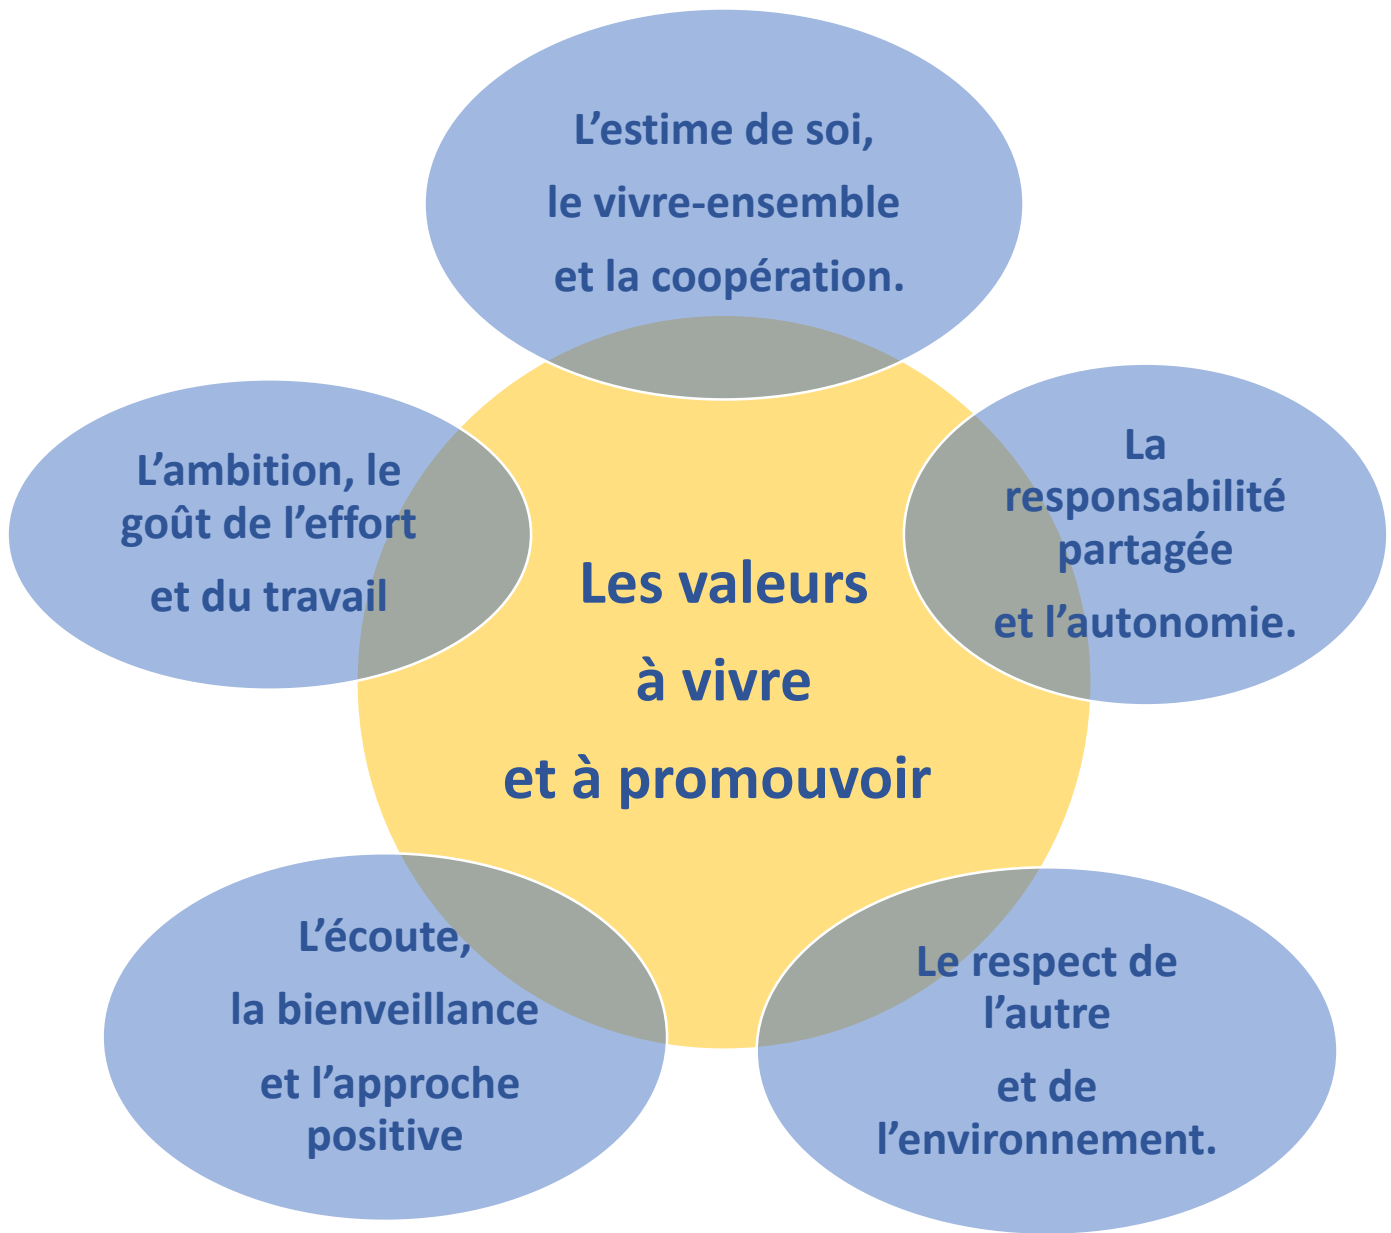 L’estime de soi,
le vivre-ensemble
et la coopération.
L’ambition, le
goût de l’effort
et du travail
La
responsabilité
partagée
et l’autonomie.
Les valeurs
à vivre
et à promouvoir
L’écoute,
la bienveillance
et l’approche
positive
Le respect de
l’autre
et de
l’environnement.